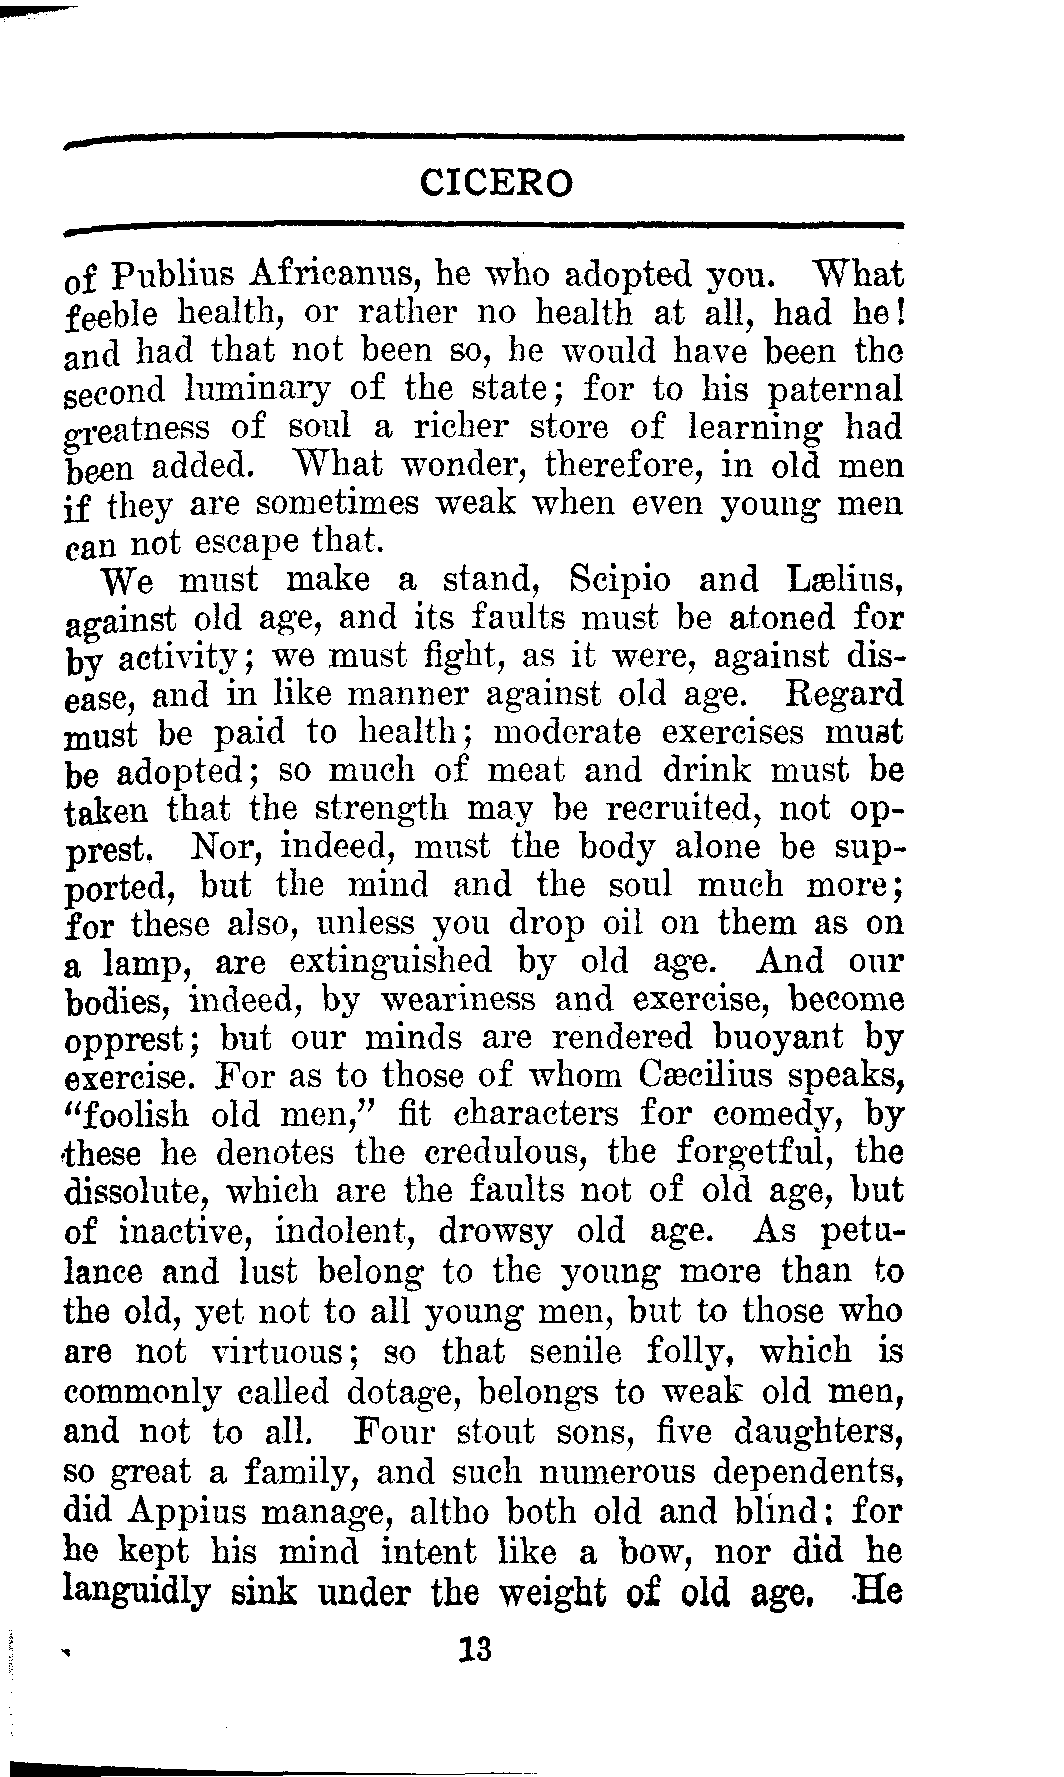 CICERO
of Publius Africanus, he who adopted you. What
feeble health, or rather no health at all, had he!
and had that not been so, he would have been the
second luminary of the state; for to his paternal
greatness of soul a richer store of learning had
been added. What wonder, therefore, in old men
if they are sometimes weak when even young men
can not escape that.
We must make a stand, Scipio and Lælius,
against old age, and its faults must be atoned for
by activity; we must fight, as it were, against dis-
ease, and in like manner against old age. Regard
must be paid to health; moderate exercises must
be adopted; so much of meat and drink must be
taken that the strength may be recruited, not op-
prest. Nor, indeed, must the body alone be sup-
ported, but the mind and the soul much more;
for these also, unless you drop oil on them as on
a lamp, are extinguished by old age. And our
bodies, indeed, by weariness and exercise, become
opprest; but our minds are rendered buoyant by
exercise. For as to those of whom Cæcilius speaks,
"foolish old men," fit characters for comedy, by
these he denotes the credulous, the forgetful, the
dissolute, which are the faults not of old age, but
of inactive, indolent, drowsy old age. As petu-
lance and lust belong to the young more than to
the old, yet not to all young men, but to those who
are not virtuous; so that senile folly, which is
commonly called dotage, belongs to weak old men,
and not to all. Four stout sons, five daughters,
so great a family, and such numerous dependents,
did Appius manage, altho both old and blind; for
he kept his mind intent like a bow, nor did he
languidly sink under the weight of old age. He
13